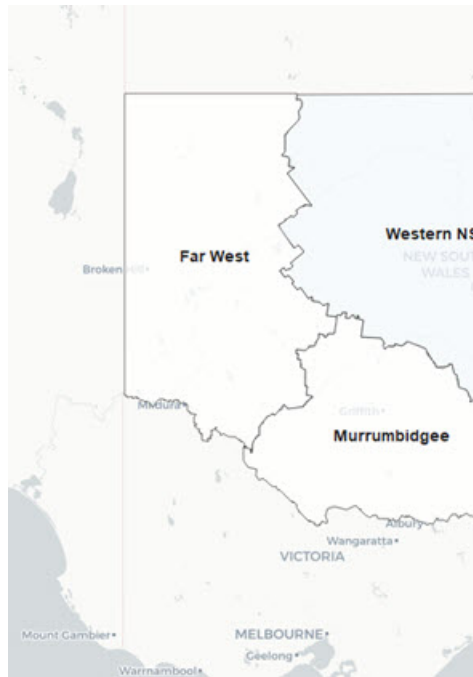 Western NS
NEW SOUT
WALES
Far West
Broken Hill
Mildura
Griffith
Murrumbidgee
Albury
Wangaratta
VICTORIA
Mount Gambier
MELBOURNE
Geelong
Warrnambool